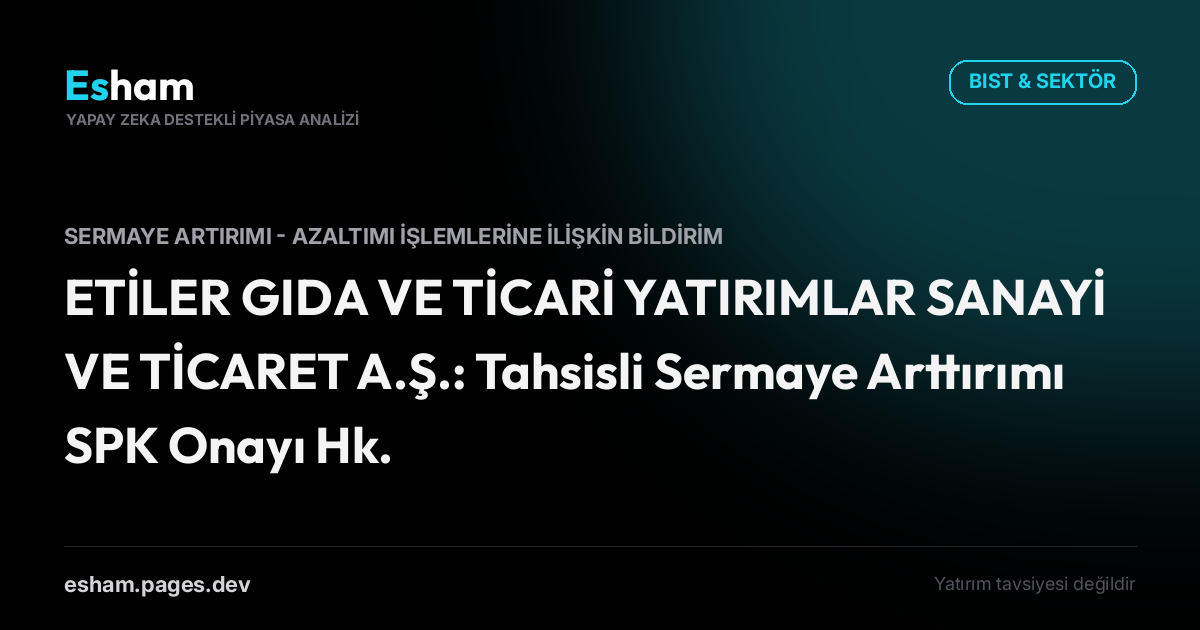 Esham
YAPAY ZEKA DESTEKLİ PİYASA ANALİZİ
BIST & SEKTÖR
SERMAYE ARTIRIMI - AZALTIMI İŞLEMLERİNE İLİŞKİN BİLDİRİM
ETİLER GIDA VE TİCARİ YATIRIMLAR SANAYİ
VE TİCARET A.Ş.: Tahsisli Sermaye Arttırımı
SPK Onayı Hk.
esham.pages.dev
Yatırım tavsiyesi değildir